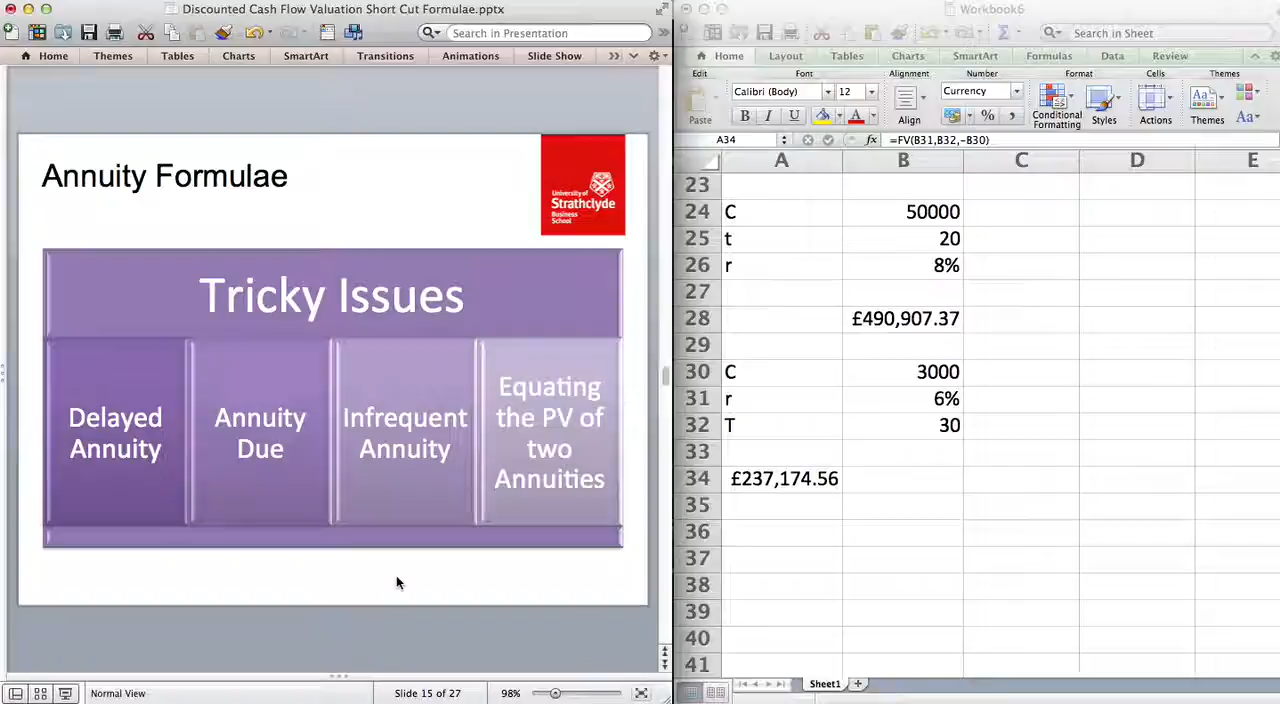 Discounted Cash Flow Valuation Short Cut Formulae.pptx
Search in Presentation
Home Themes Tables Charts SmartArt Transitions Animations Slide Show
Annuity Formulae
University of
Strathclyde
Business
School
Tricky Issues
Delayed
Annuity
Annuity
Due
Infrequent
Annuity
Equating
the PV of
two
Annuities
Normal View
Slide 15 of 27
98%
Workbook6
Search in Sheet
Home Layout Tables Charts SmartArt Formulas Data Review
Edit Font Alignment Number Format Cells Themes
Calibri (Body) 12 Currency
Paste
B I U A
Align
%
Conditional
Formatting
Styles
Actions
Aa
Themes
Aa
A34 fx =FV(B31,B32,-B30)
A B C D E
23
24 C 50000
25 t 20
26 r 8%
27
28 £490,907.37
29
30 C 3000
31 r 6%
32 T 30
33
34 £237,174.56
35
36
37
38
39
40
41
Sheet1